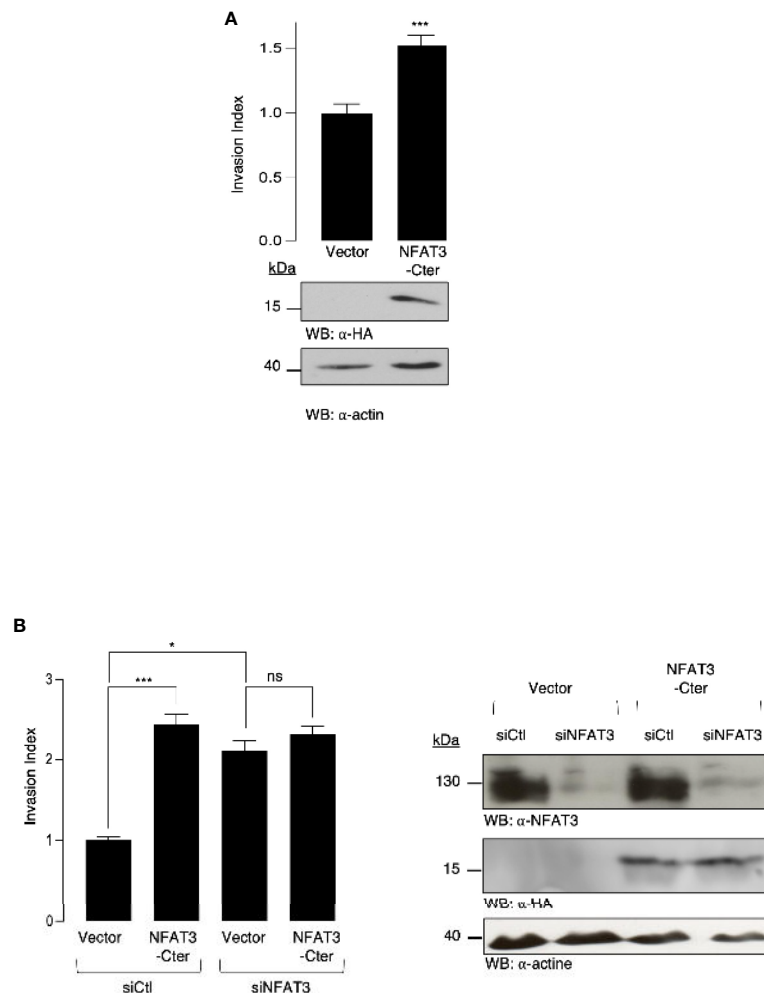 A
***
1.5
1.0
0.5
0.0
Invasion Index
Vector
NFAT3
-Cter
kDa
15
WB: α-HA
40
WB: α-actin
B
*
***
ns
3
2
1
0
Invasion Index
Vector
NFAT3
-Cter
Vector
NFAT3
-Cter
siCtl
siNFAT3
NFAT3
-Cter
Vector
siCtl
siNFAT3
siCtl
siNFAT3
kDa
130
WB: α-NFAT3
15
WB: α-HA
40
WB: α-actine